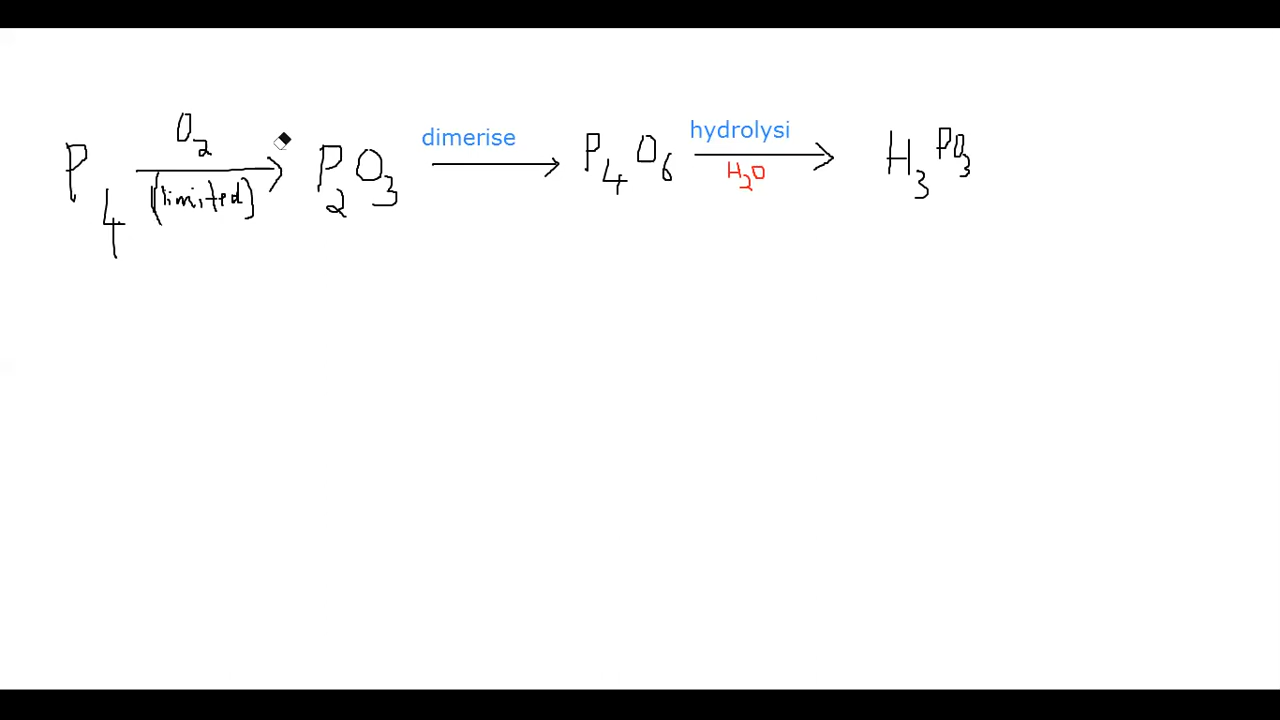 P4 O2 (limited) → P2O3 dimerise → P4O6 hydrolysi H2O → H3PO3